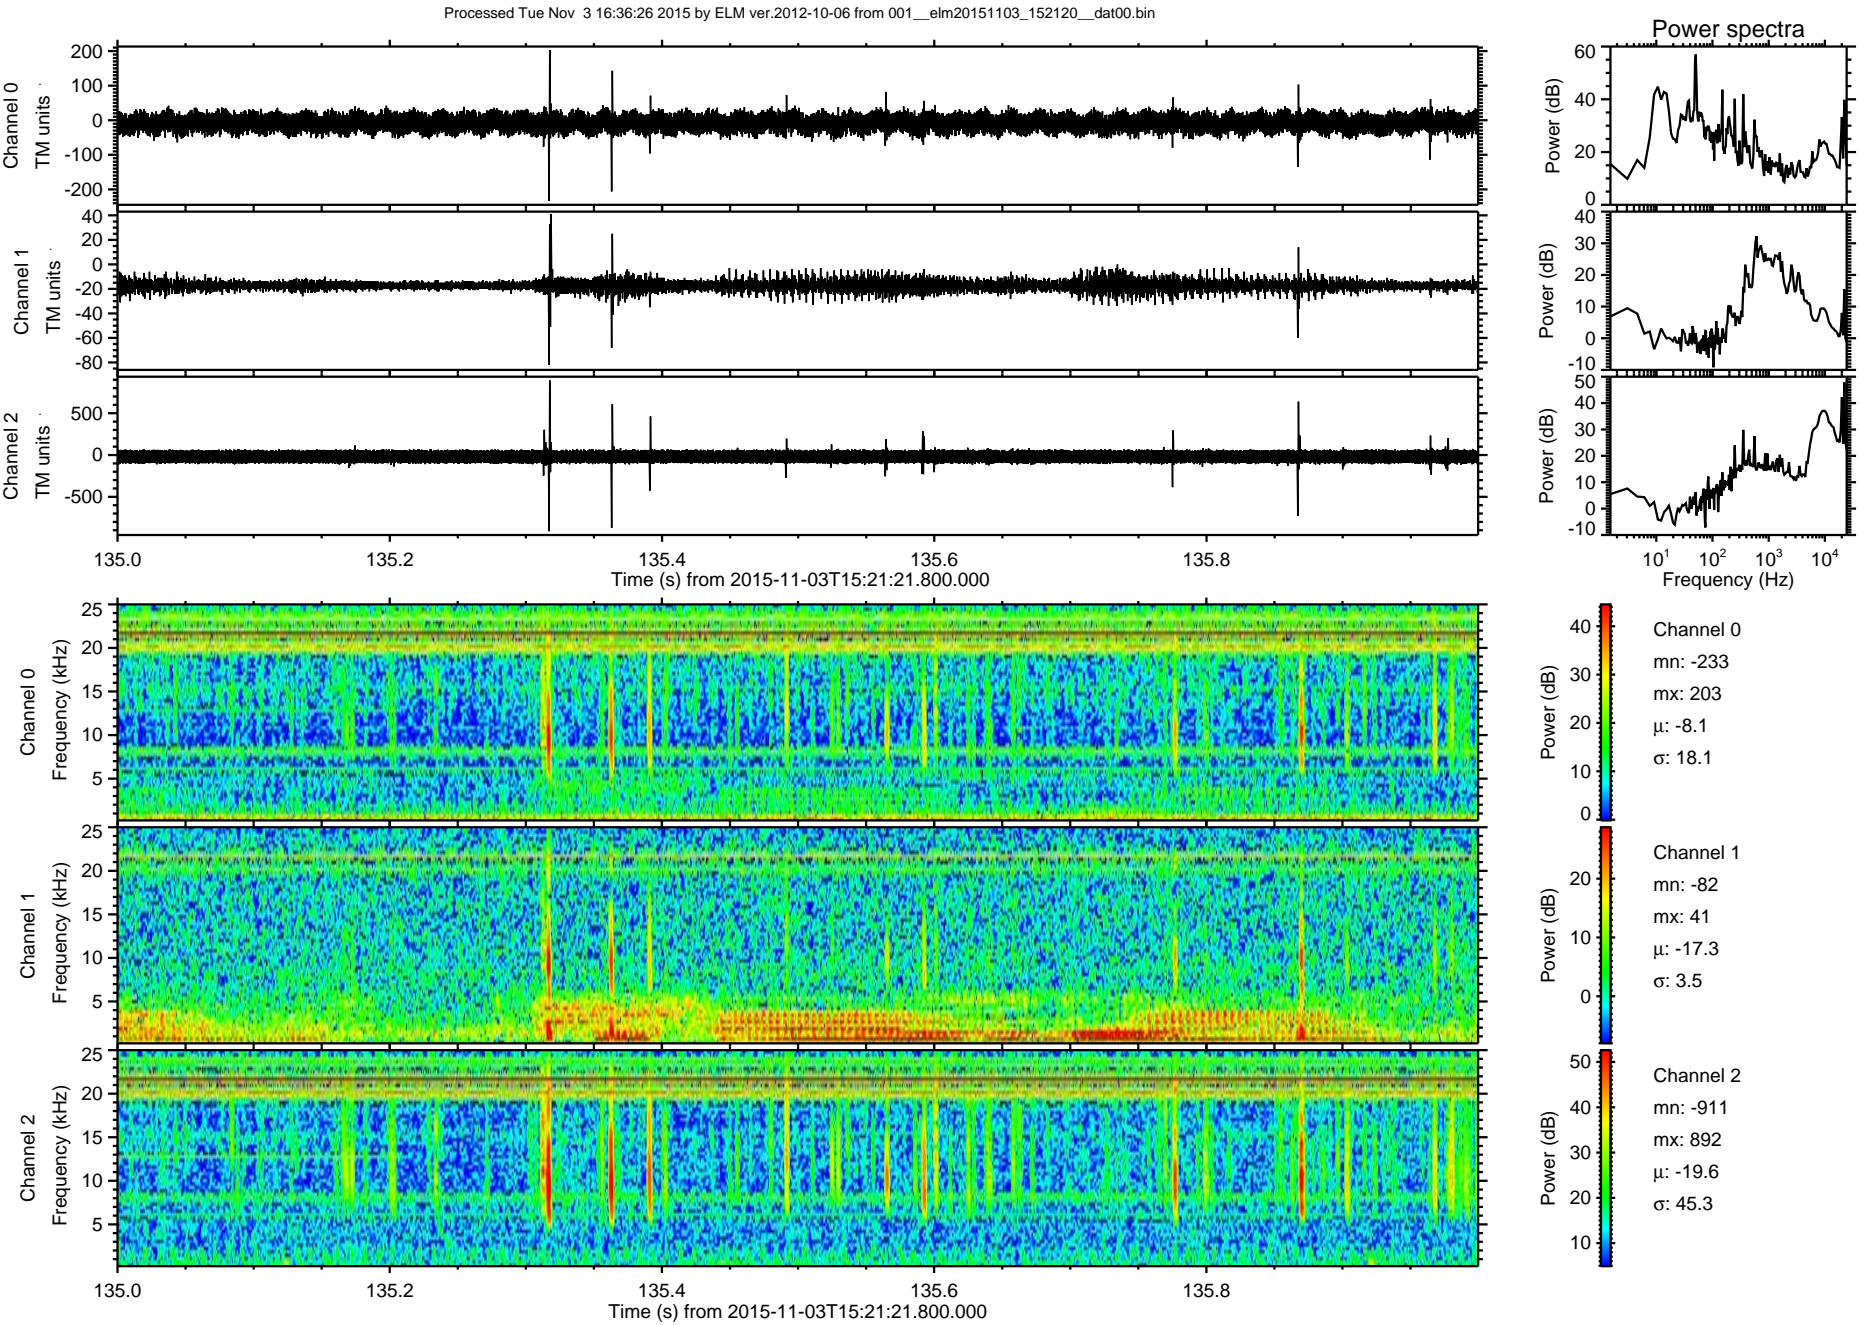 Processed Tue Nov  3 16:36:26 2015 by ELM ver.2012-10-06 from 001__elm20151103_152120__dat00.bin
Power spectra
Channel 0
TM units
200
100
0
-100
-200
Power (dB)
60
40
20
0
Channel 1
TM units
40
20
0
-20
-40
-60
-80
Power (dB)
40
30
20
10
0
-10
Channel 2
TM units
500
0
-500
Power (dB)
50
40
30
20
10
0
-10
135.0 135.2 135.4 135.6 135.8
Time (s) from 2015-11-03T15:21:21.800.000
10¹ 10² 10³ 10⁴
Frequency (Hz)
Channel 0
Frequency (kHz)
25
20
15
10
5
Power (dB)
40
30
20
10
0
Channel 0
mn: -233
mx: 203
μ: -8.1
σ: 18.1
Channel 1
Frequency (kHz)
25
20
15
10
5
Power (dB)
20
10
0
Channel 1
mn: -82
mx: 41
μ: -17.3
σ: 3.5
Channel 2
Frequency (kHz)
25
20
15
10
5
Power (dB)
50
40
30
20
10
Channel 2
mn: -911
mx: 892
μ: -19.6
σ: 45.3
135.0 135.2 135.4 135.6 135.8
Time (s) from 2015-11-03T15:21:21.800.000